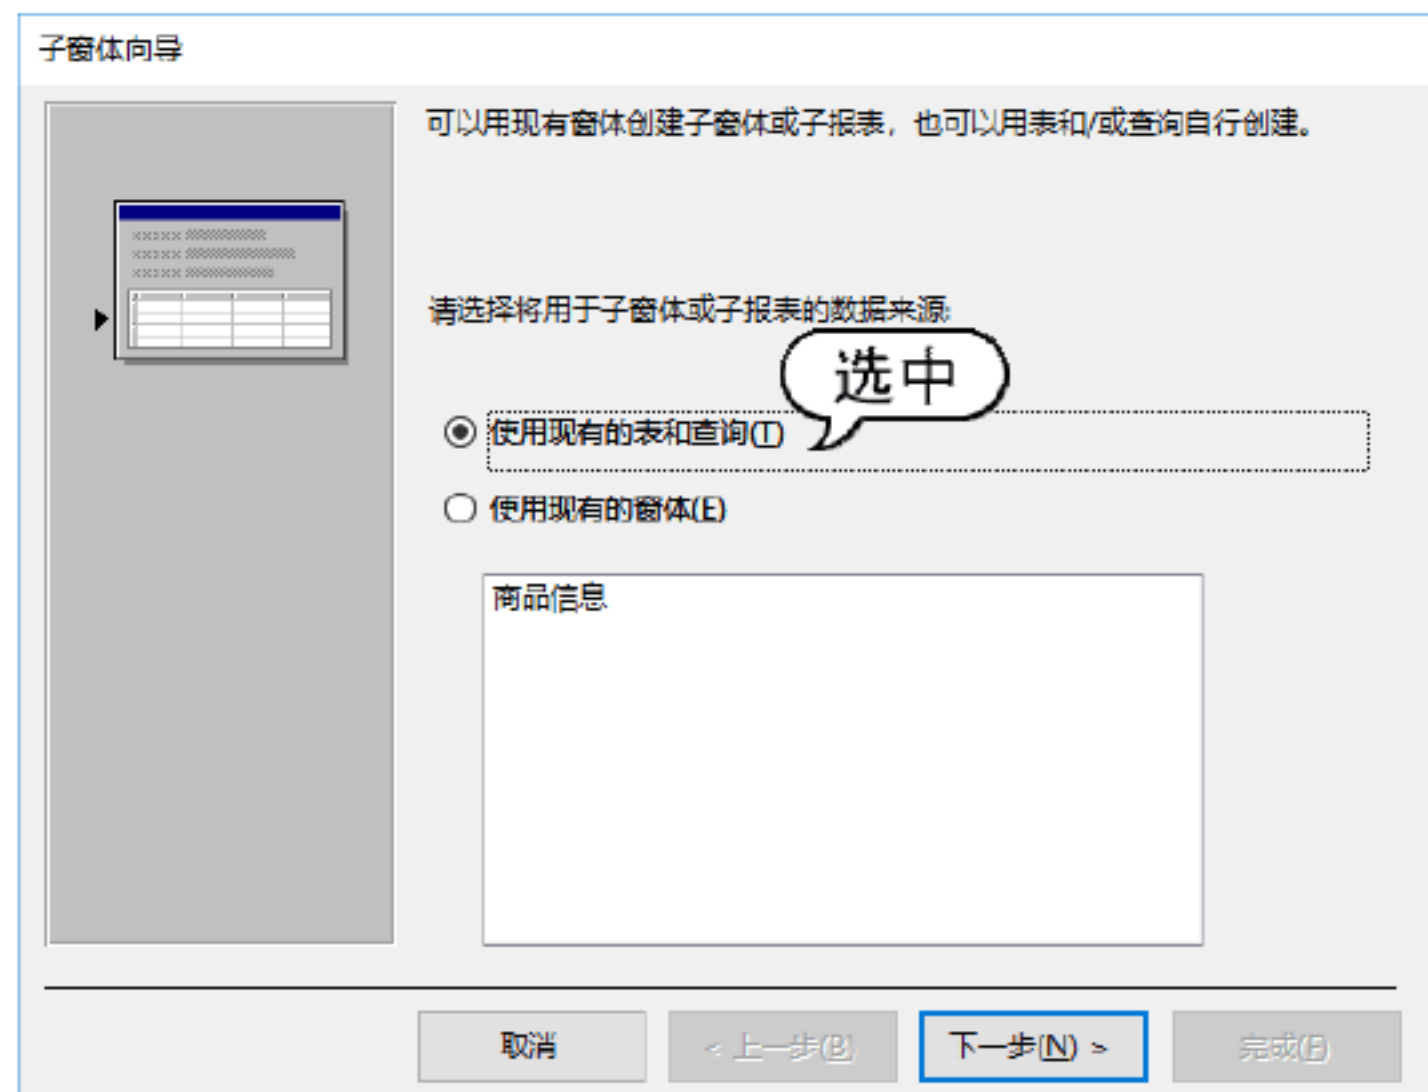 子窗体向导
可以用现有窗体创建子窗体或子报表，也可以用表和/或查询自行创建。
请选择将用于子窗体或子报表的数据来源:
选中
使用现有的表和查询(T)
使用现有的窗体(E)
商品信息
取消
< 上一步(B)
下一步(N) >
完成(F)